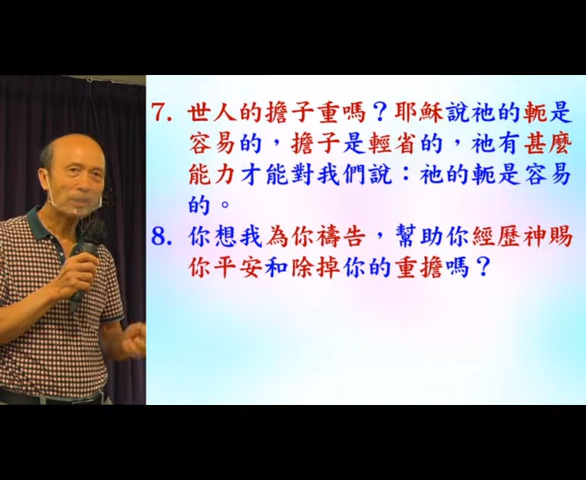 7. 世人的擔子重嗎？耶穌說祂的軛是
容易的，擔子是輕省的，祂有甚麼
能力才能對我們說：祂的軛是容易
的。
8. 你想我為你禱告，幫助你經歷神賜
你平安和除掉你的重擔嗎？